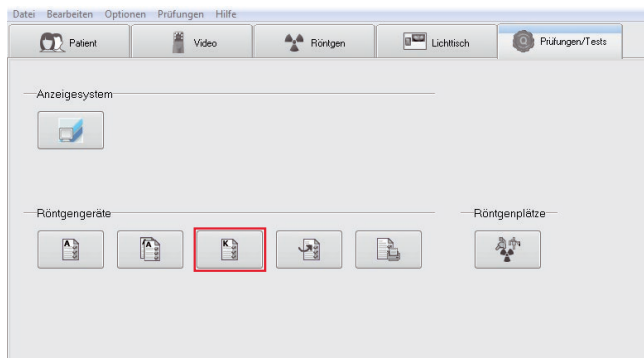 Datei Bearbeiten Optionen Prüfungen Hilfe
Patient Video Röntgen Lichttisch Prüfungen/Tests
Anzeigesystem
Röntgengeräte Röntgenplätze
A A K